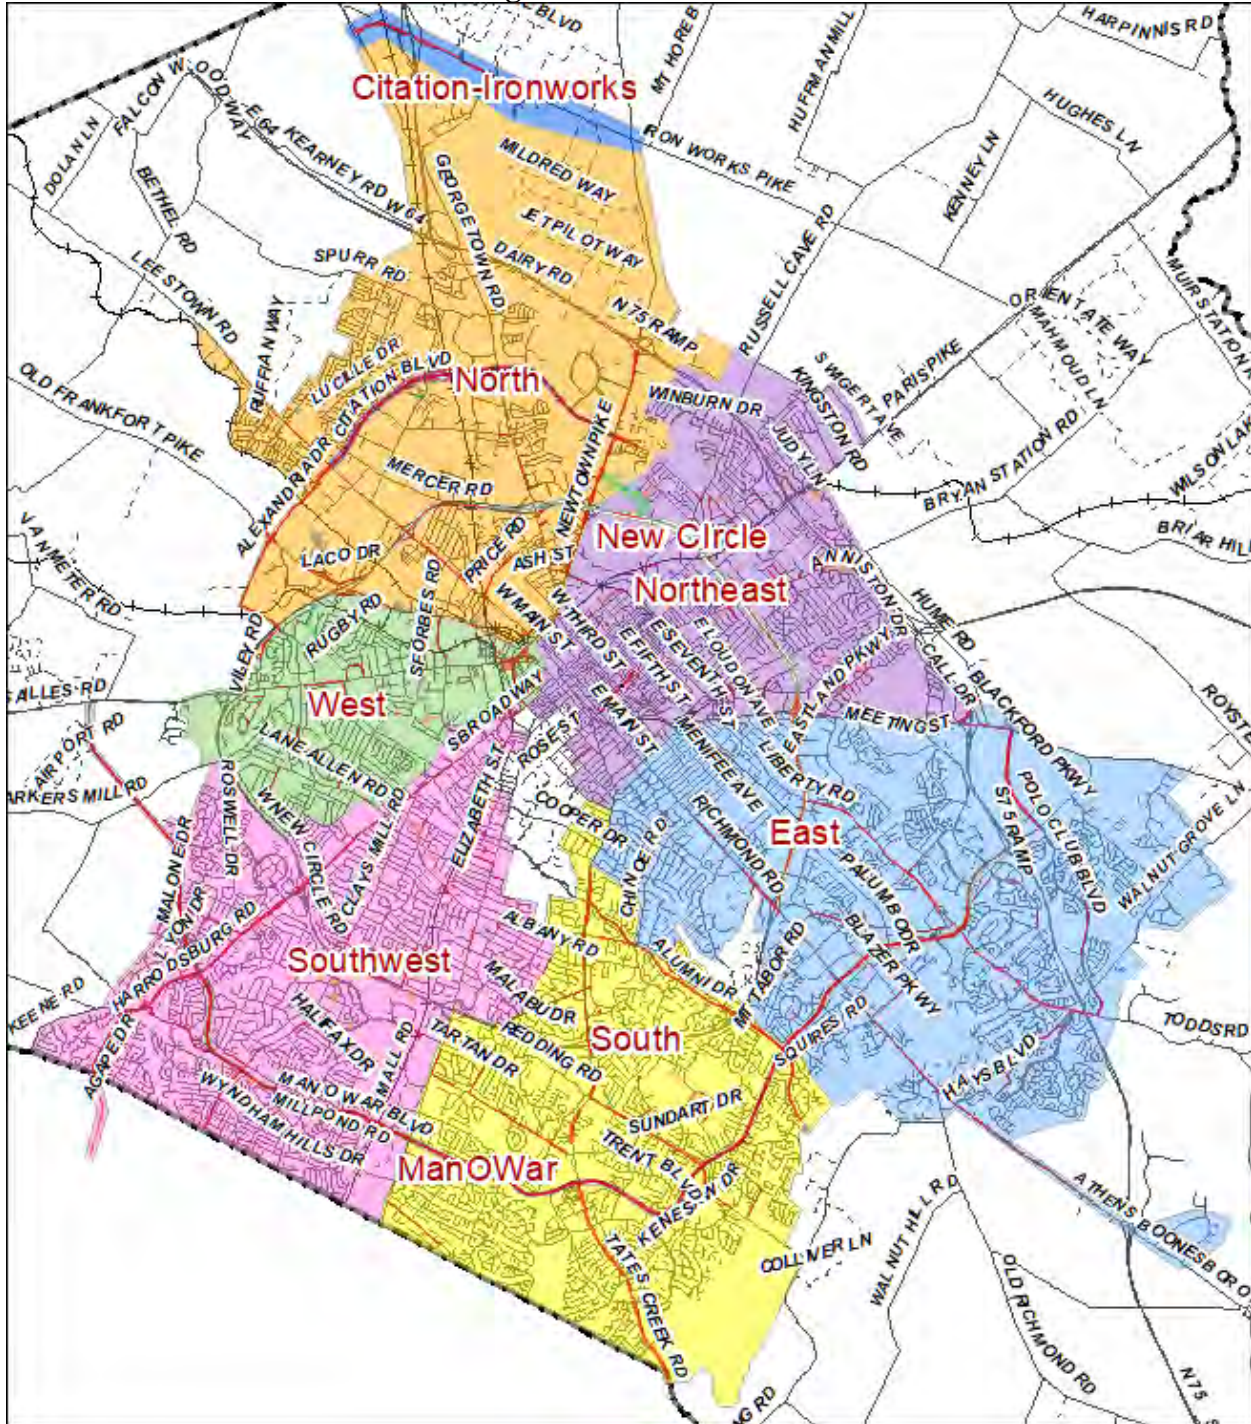 BLVD
HARPINNIS RD
MT HOREB
HUFFMAN MILL
FALCON WOOD WAY
HUGHES LN
Citation-Ironworks
E 64
KEARNEY RD
W 64
DOLAN LN
BETHEL RD
MILDRED WAY
RON WORKS PIKE
KENNEY LN
GEORGETOWN RD
JETPILOT WAY
DAIRY RD
SPURR RD
LEESTOWN RD
RUSSELL CAVE RD
MUIR STATION
ORIENTATE WAY
MAHMOUD LN
N 75 RAMP
RUFFIAN WAY
LUCILLE DR
CITATION BLVD
North
OLD FRANKFORT PIKE
WINBURN DR
KINGSTON RD
SWIGERT AVE
PARIS PIKE
JUDY LN
NEWTOWN PIKE
BRYAN STATION RD
WILSON LAK
ALEXANDRIA DR
MERCER RD
BRIAR HIL
VANMETER RD
LACO DR
PRICE RD
ASH ST
New CIrcle
Northeast
ANNISTON DR
HUME RD
RUGBY RD
S FORBES RD
W MAIN ST
W THIRD ST
E FIFTH ST
E SEVENTH ST
E LOUDON AVE
EASTLAND PKWY
CALL DR
BLACKFORD PKWY
VILEY RD
SALLES RD
West
S BROADWAY
ROSE ST
E MAIN ST
MENIFEE AVE
LIBERTY RD
MEETING ST
ROYSTE
AIRPORT RD
LANE ALLEN RD
ARKERS MILL RD
ROSWELL DR
W NEW CIRCLE RD
CLAYS MILL RD
ELIZABETH ST
COOPER DR
CHINOE RD
RICHMOND RD
East
S 75 RAMP
POLO CLUB BLVD
WALNUT GROVE LN
MALONE DR
LYON DR
PALUMBO DR
BLAZER PKWY
HARRODSBURG RD
ALBANY RD
ALUMNI DR
MT TABOR RD
Southwest
MALABU DR
KEENE RD
AGAPE DR
HALIFAX DR
MALL RD
TARTAN DR
REDDING RD
South
SQUIRES RD
HAYS BLVD
TODDS RD
MAN O WAR BLVD
MILLPOND RD
WYNDHAM HILLS DR
SUNDART DR
TRENT BLVD
ManOWar
KENESAW DR
ATHENS BOONESBORO
WALNUT HILL RD
COLLIVER LN
TATES CREEK RD
OLD RICHMOND RD
N 75